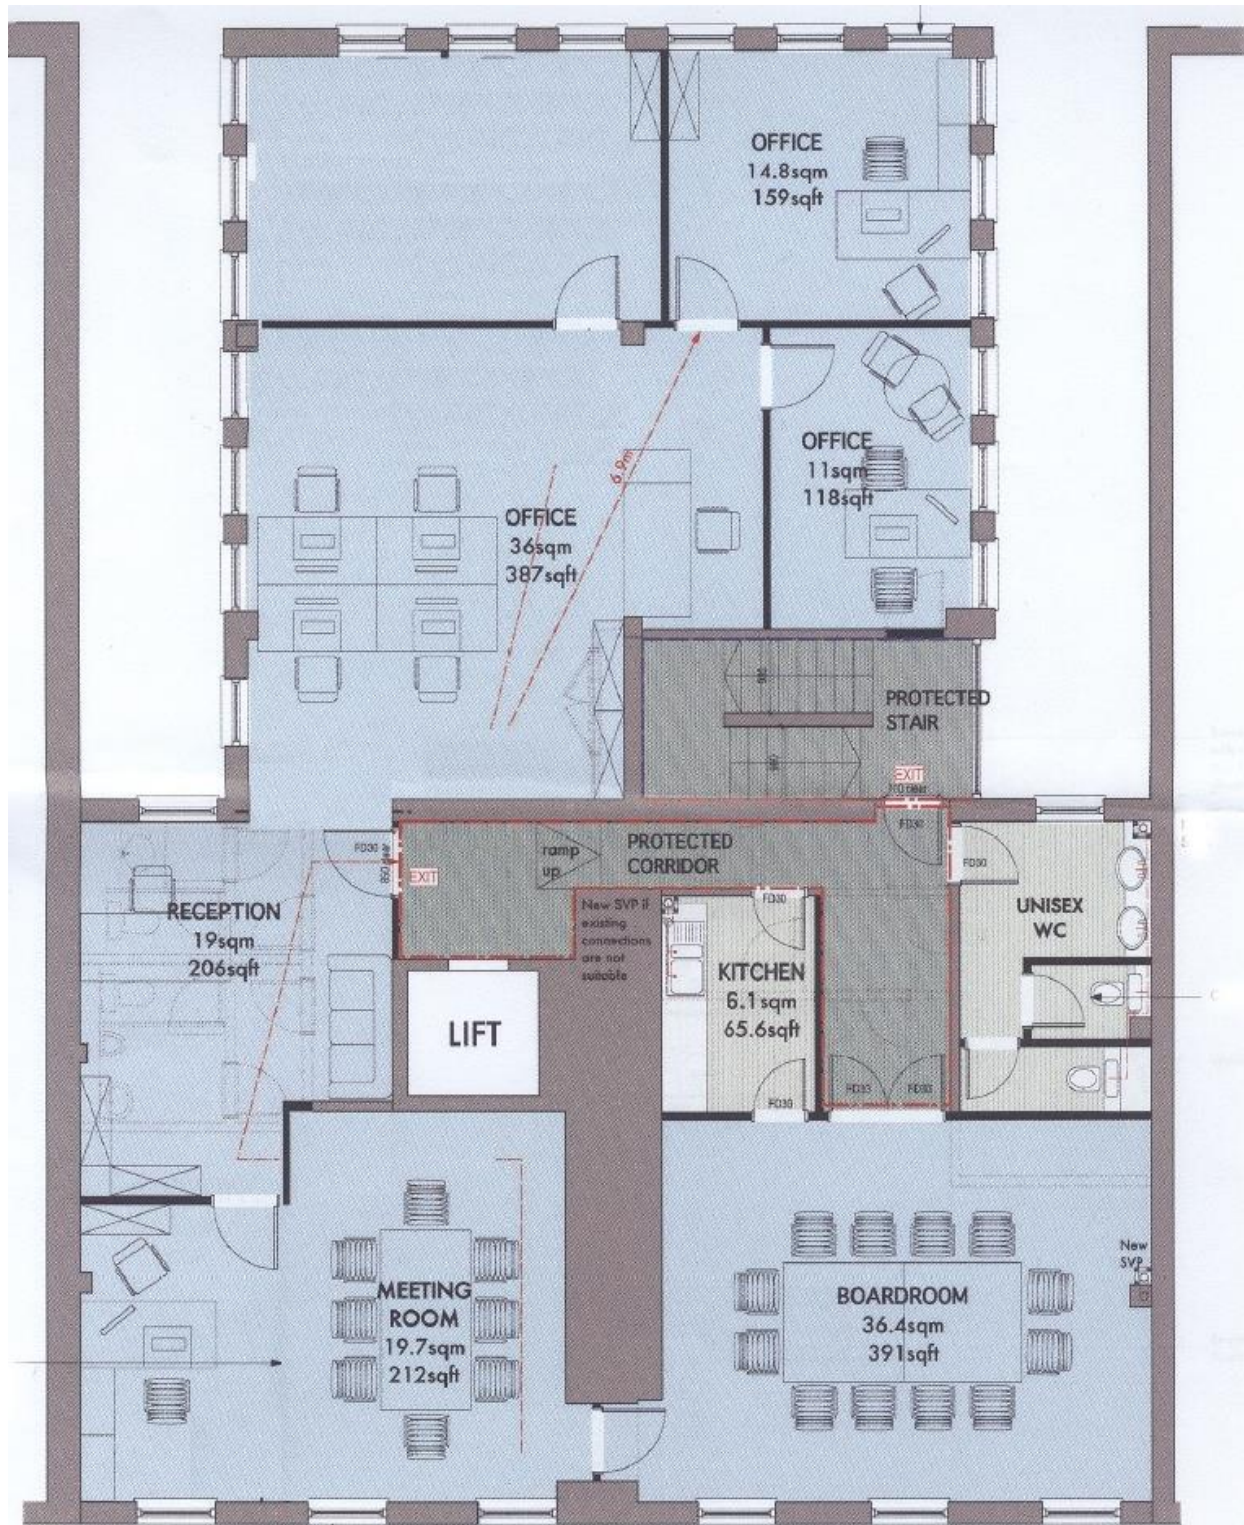 OFFICE
14.8sqm
159sqft
OFFICE
11sqm
118sqft
6.9m
OFFICE
36sqm
387sqft
PROTECTED
STAIR
EXIT
FD30
ramp
up
PROTECTED
CORRIDOR
FD30
850 clear
EXIT
RECEPTION
19sqm
206sqft
New SVP if
existing
connections
are not
suitable
FD30
FD30
UNISEX
WC
KITCHEN
6.1sqm
65.6sqft
LIFT
FD30
FD30
FD30
New
SVP
MEETING
ROOM
19.7sqm
212sqft
BOARDROOM
36.4sqm
391sqft